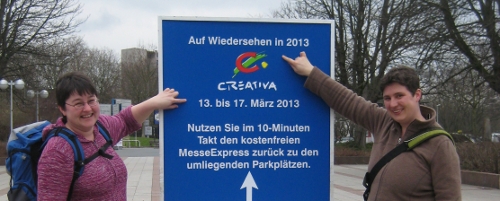 Auf Wiedersehen in 2013
CREATIVA
13. bis 17. März 2013
Nutzen Sie im 10-Minuten
Takt den kostenfreien
MesseExpress zurück zu den
umliegenden Parkplätzen.